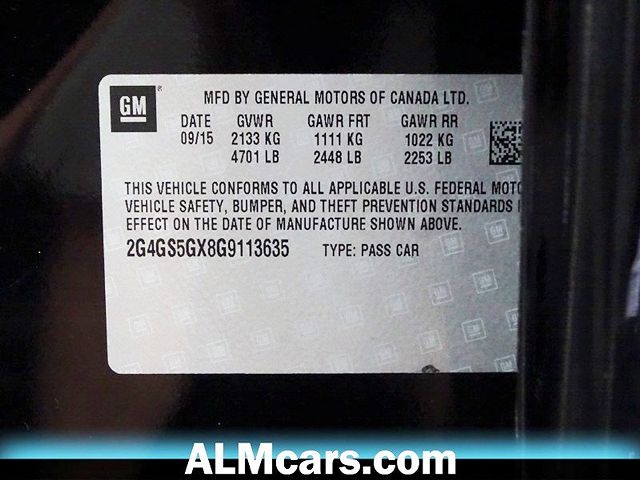 GM
MFD BY GENERAL MOTORS OF CANADA LTD.
DATE GVWR GAWR FRT GAWR RR
09/15 2133 KG 1111 KG 1022 KG
4701 LB 2448 LB 2253 LB
THIS VEHICLE CONFORMS TO ALL APPLICABLE U.S. FEDERAL
VEHICLE SAFETY, BUMPER, AND THEFT PREVENTION STANDARDS
EFFECT ON THE DATE OF MANUFACTURE SHOWN ABOVE.
2G4GS5GX8G9113635 TYPE: PASS CAR
ALMcars.com